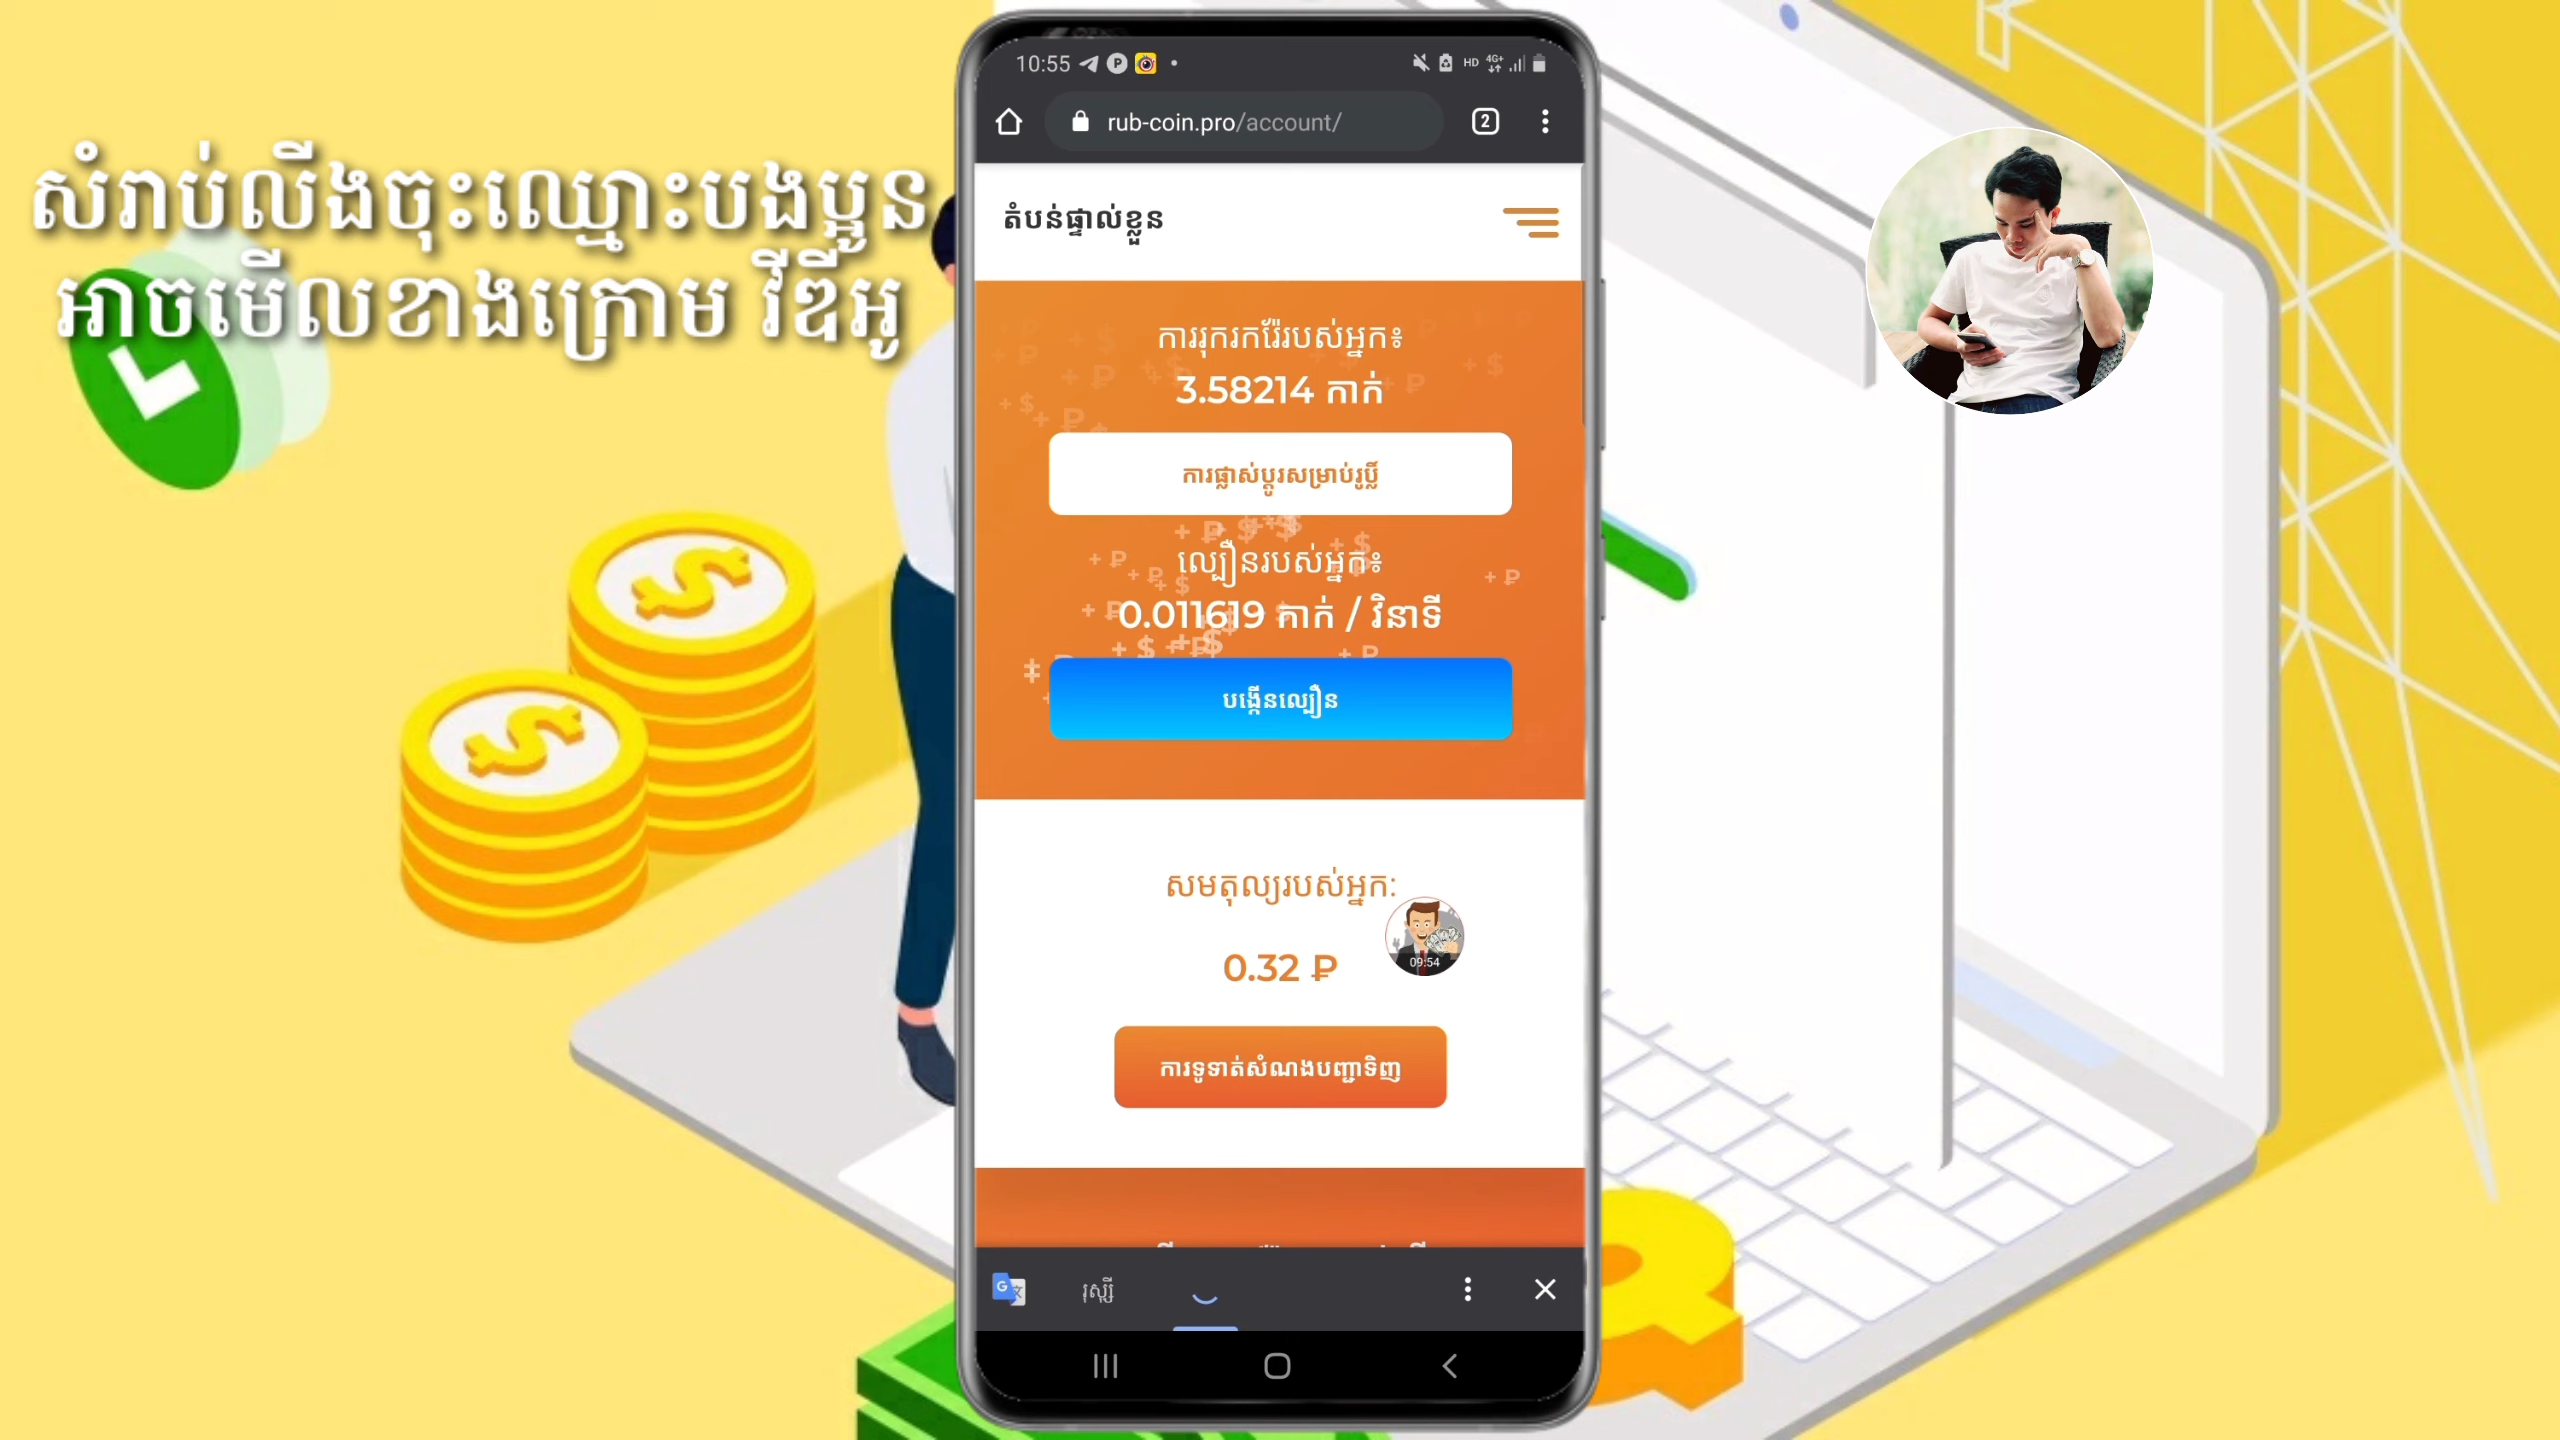 សំរាប់លីងចុះឈ្មោះបងប្អូន
អាចមើលខាងក្រោម វីឌីអូ
10:55
HD 4G+
rub-coin.pro/account/
2
តំបន់ផ្ទាល់ខ្លួន
ការរុករករ៉ែរបស់អ្នក៖
3.58214 កាក់
ការផ្លាស់ប្តូរសម្រាប់រូប្លិ៍
ល្បឿនរបស់អ្នក៖
0.011619 កាក់ / វិនាទី
បង្កើនល្បឿន
សមតុល្យរបស់អ្នក:
0.32 ₽
09:54
ការទូទាត់សំណងបញ្ជាទិញ
រុស្ស៊ី